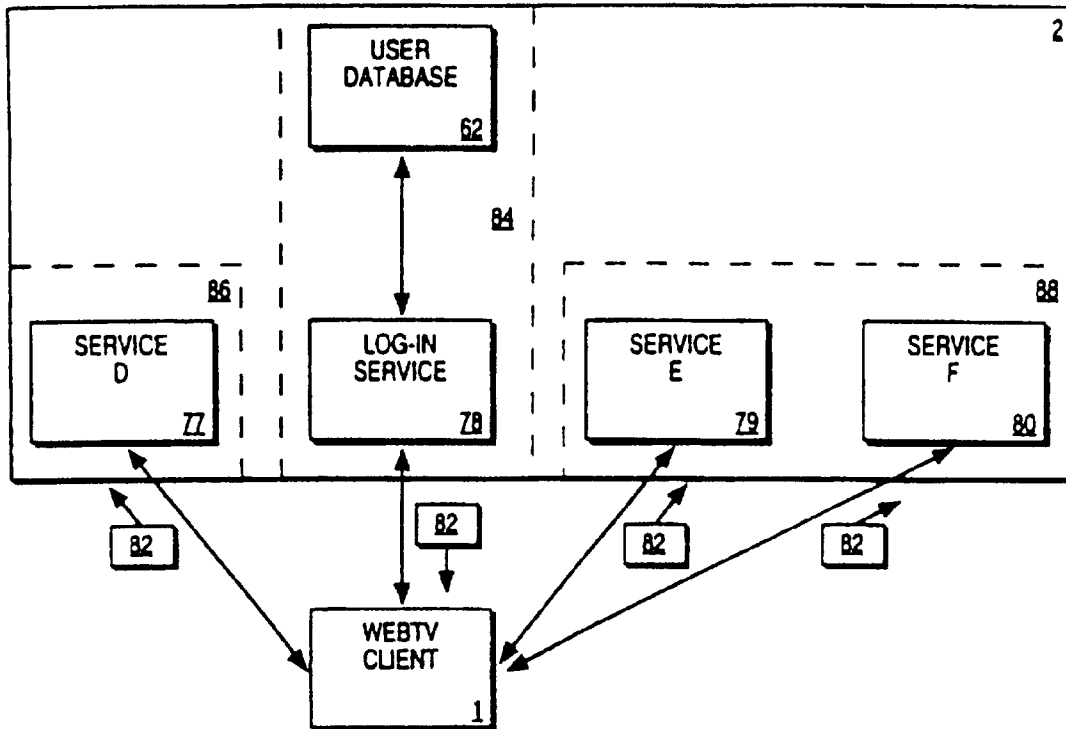 2
USER
DATABASE
62
84
86
88
SERVICE
D
77
LOG-IN
SERVICE
78
SERVICE
E
79
SERVICE
F
80
82
82
82
82
WEBTV
CLIENT
1